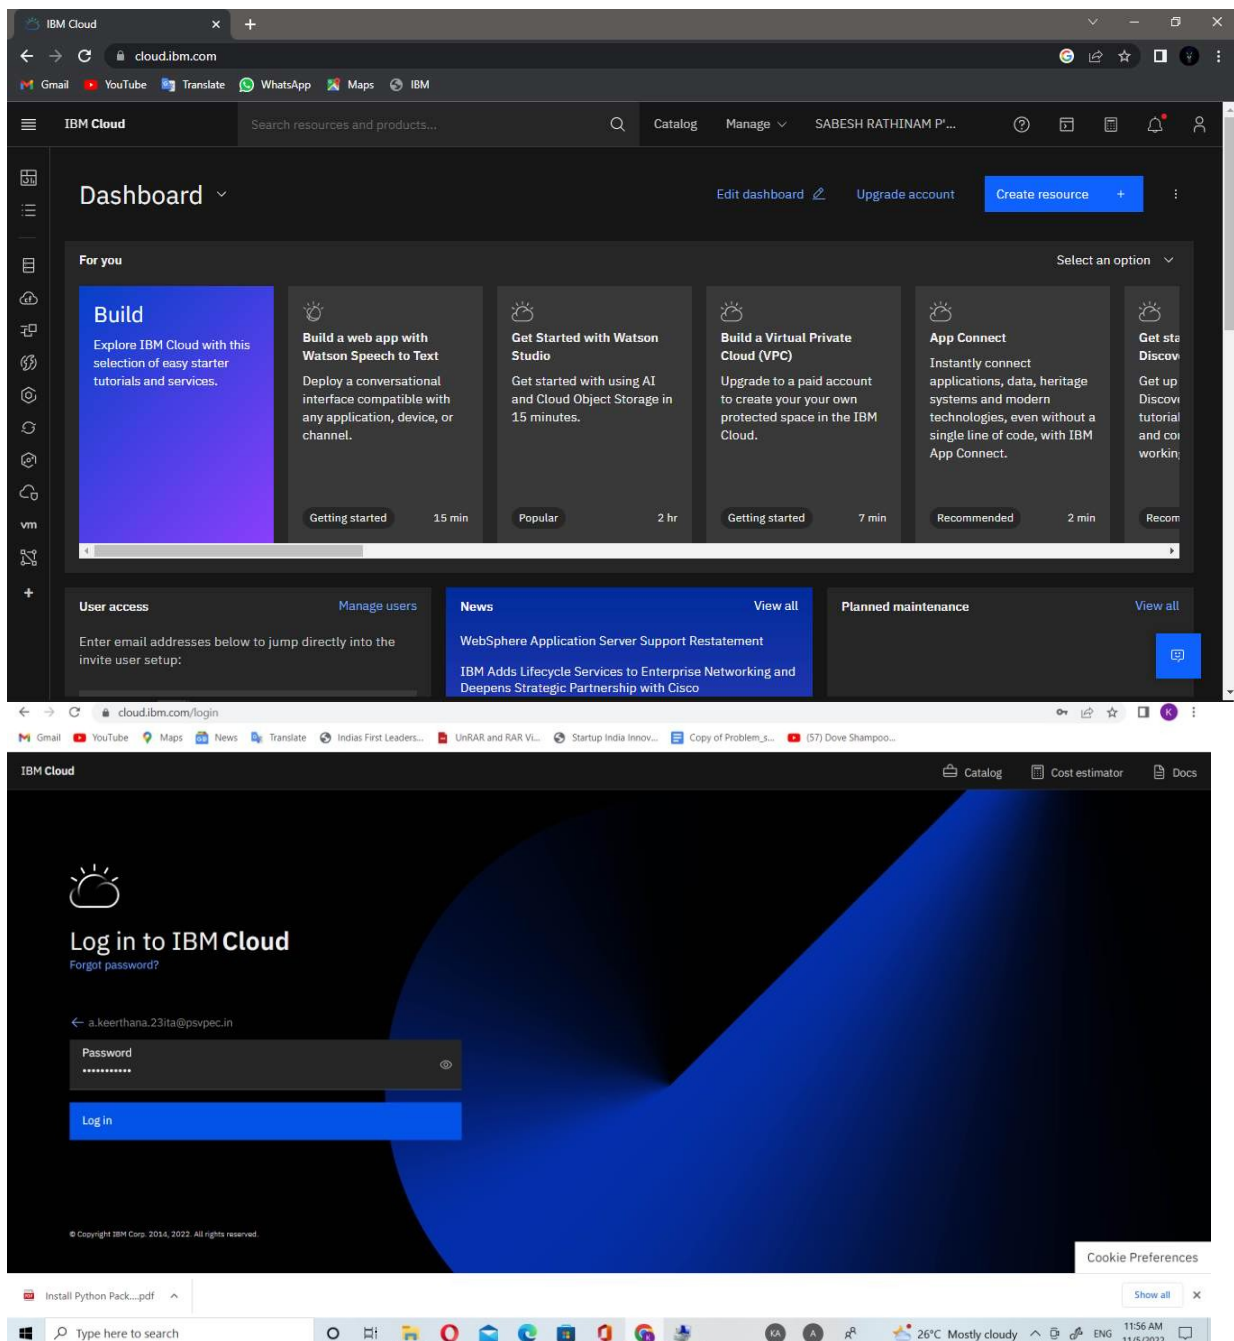 IBM Cloud
cloud.ibm.com
Gmail YouTube Translate WhatsApp Maps IBM
IBM Cloud Search resources and products... Catalog Manage SABESH RATHINAM P'...
Dashboard Edit dashboard Upgrade account Create resource +
For you Select an option
Build
Explore IBM Cloud with this
selection of easy starter
tutorials and services.
Build a web app with
Watson Speech to Text
Deploy a conversational
interface compatible with
any application, device, or
channel.
Getting started 15 min
Get Started with Watson
Studio
Get started with using AI
and Cloud Object Storage in
15 minutes.
Popular 2 hr
Build a Virtual Private
Cloud (VPC)
Upgrade to a paid account
to create your your own
protected space in the IBM
Cloud.
Getting started 7 min
App Connect
Instantly connect
applications, data, heritage
systems and modern
technologies, even without a
single line of code, with IBM
App Connect.
Recommended 2 min
Get sta
Discov
Get up
Discov
tutorial
and co
working
Recom
vm
User access Manage users
Enter email addresses below to jump directly into the
invite user setup:
News View all
WebSphere Application Server Support Restatement
IBM Adds Lifecycle Services to Enterprise Networking and
Deepens Strategic Partnership with Cisco
Planned maintenance View all
cloud.ibm.com/login K
Gmail YouTube Maps News Translate Indias First Leaders... UnRAR and RAR Vi... Startup India Innov... Copy of Problem_s... (57) Dove Shampoo...
IBM Cloud Catalog Cost estimator Docs
Log in to IBM Cloud
Forgot password?
a.keerthana.23ita@psvpec.in
Password
Log in
© Copyright IBM Corp. 2014, 2022. All rights reserved.
Cookie Preferences
Install Python Pack....pdf Show all
Type here to search KA A 26°C Mostly cloudy ENG 11:56 AM